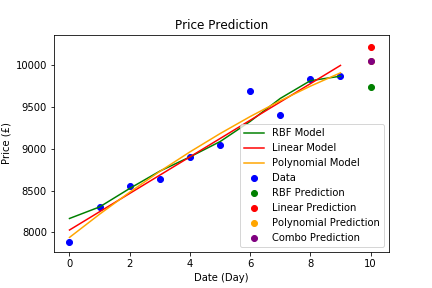 Price Prediction
Price (£)
10000
9500
9000
8500
8000
RBF Model
Linear Model
Polynomial Model
Data
RBF Prediction
Linear Prediction
Polynomial Prediction
Combo Prediction
0 2 4 6 8 10
Date (Day)